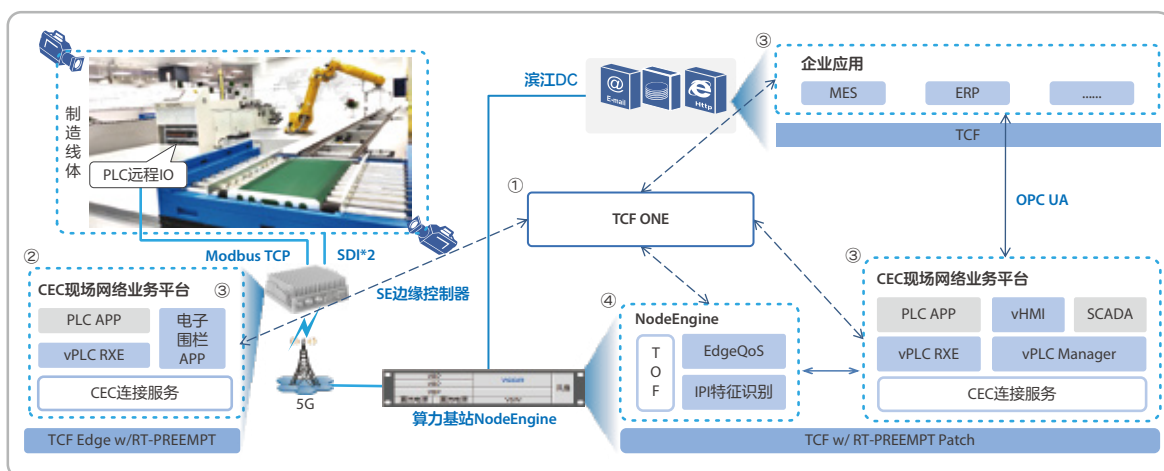 制
造
线
体
PLC远程IO
Modbus TCP
SDI*2
②
CEC现场网络业务平台
③
PLC APP
vPLC RXE
电子
围栏
APP
CEC连接服务
TCF Edge w/RT-PREEMPT
SE边缘控制器
5G
算力基站NodeEngine
滨江DC
E-mail
Http
①
TCF ONE
③
企业应用
MES
ERP
......
TCF
OPC UA
④
NodeEngine
T
O
F
EdgeQoS
IPI特征识别
③
CEC现场网络业务平台
PLC APP
vHMI
SCADA
vPLC RXE
vPLC Manager
CEC连接服务
TCF w/ RT-PREEMPT Patch